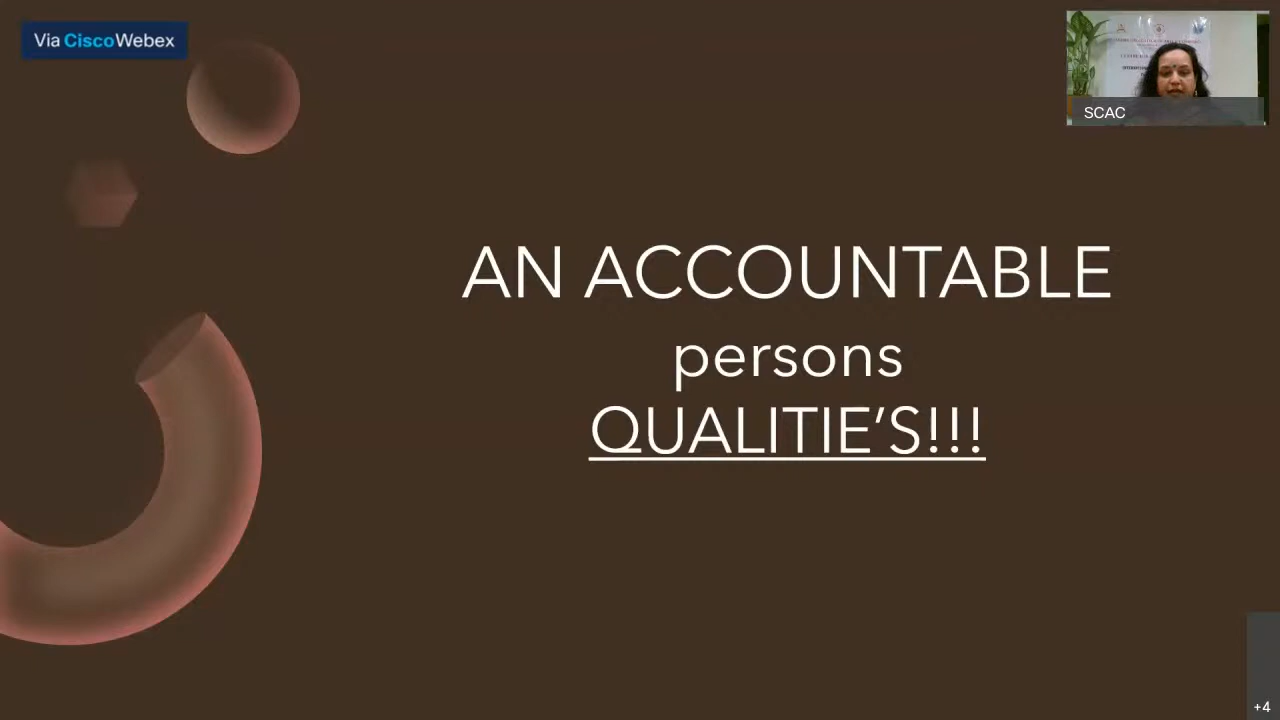 Via CiscoWebex
SCAC
AN ACCOUNTABLE
persons
QUALITIE’S!!!
+4